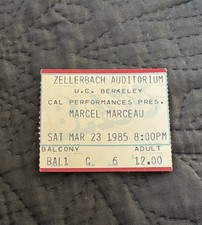 ZELLERBACH AUDITORIUM
U.C. BERKELEY
CAL PERFORMANCES PRES.
MARCEL MARCEAU
SAT MAR 23 1985 8:00PM
BALCONY ADULT
BAL1 G 6 12.00